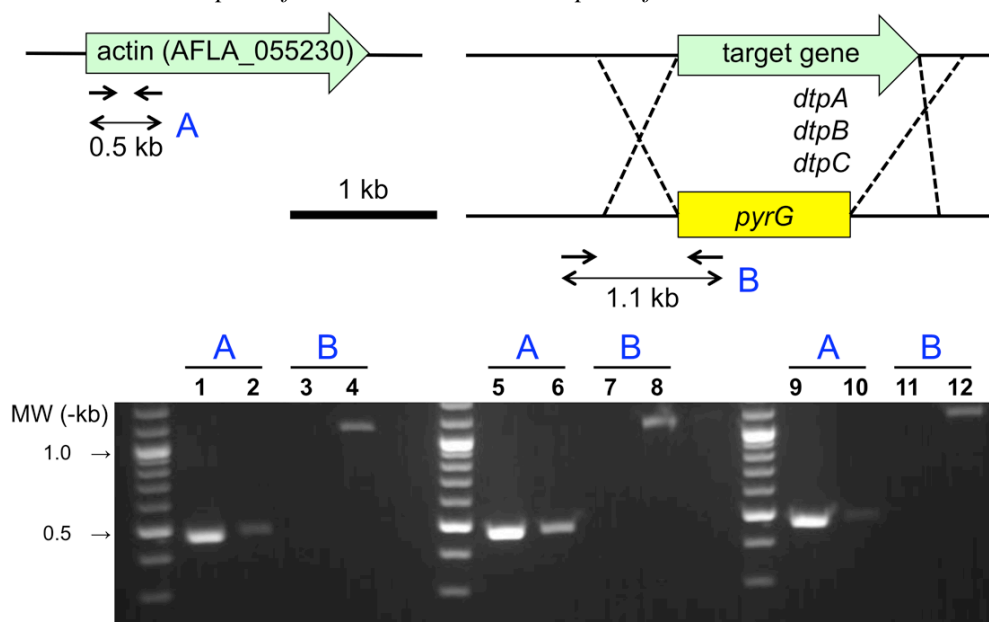 actin (AFLA_055230)
A
0.5 kb
1 kb
target gene
dtpA
dtpB
dtpC
pyrG
B
1.1 kb
A B A B A B
1 2 3 4 5 6 7 8 9 10 11 12
MW (-kb)
1.0 →
0.5 →